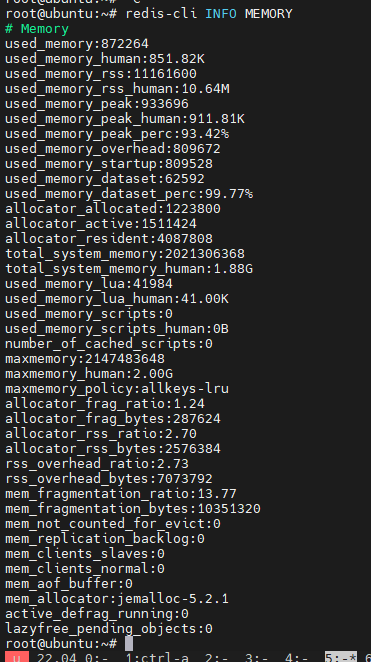 root@ubuntu:~# redis-cli INFO MEMORY
# Memory
used_memory:872264
used_memory_human:851.82K
used_memory_rss:11161600
used_memory_rss_human:10.64M
used_memory_peak:933696
used_memory_peak_human:911.81K
used_memory_peak_perc:93.42%
used_memory_overhead:809672
used_memory_startup:809528
used_memory_dataset:62592
used_memory_dataset_perc:99.77%
allocator_allocated:1223800
allocator_active:1511424
allocator_resident:4087808
total_system_memory:2021306368
total_system_memory_human:1.88G
used_memory_lua:41984
used_memory_lua_human:41.00K
used_memory_scripts:0
used_memory_scripts_human:0B
number_of_cached_scripts:0
maxmemory:2147483648
maxmemory_human:2.00G
maxmemory_policy:allkeys-lru
allocator_frag_ratio:1.24
allocator_frag_bytes:287624
allocator_rss_ratio:2.70
allocator_rss_bytes:2576384
rss_overhead_ratio:2.73
rss_overhead_bytes:7073792
mem_fragmentation_ratio:13.77
mem_fragmentation_bytes:10351320
mem_not_counted_for_evict:0
mem_replication_backlog:0
mem_clients_slaves:0
mem_clients_normal:0
mem_aof_buffer:0
mem_allocator:jemalloc-5.2.1
active_defrag_running:0
lazyfree_pending_objects:0
root@ubuntu:~#
u 22.04 0:- 1:ctrl-a 2:- 3:- 4:- 5:-* 6